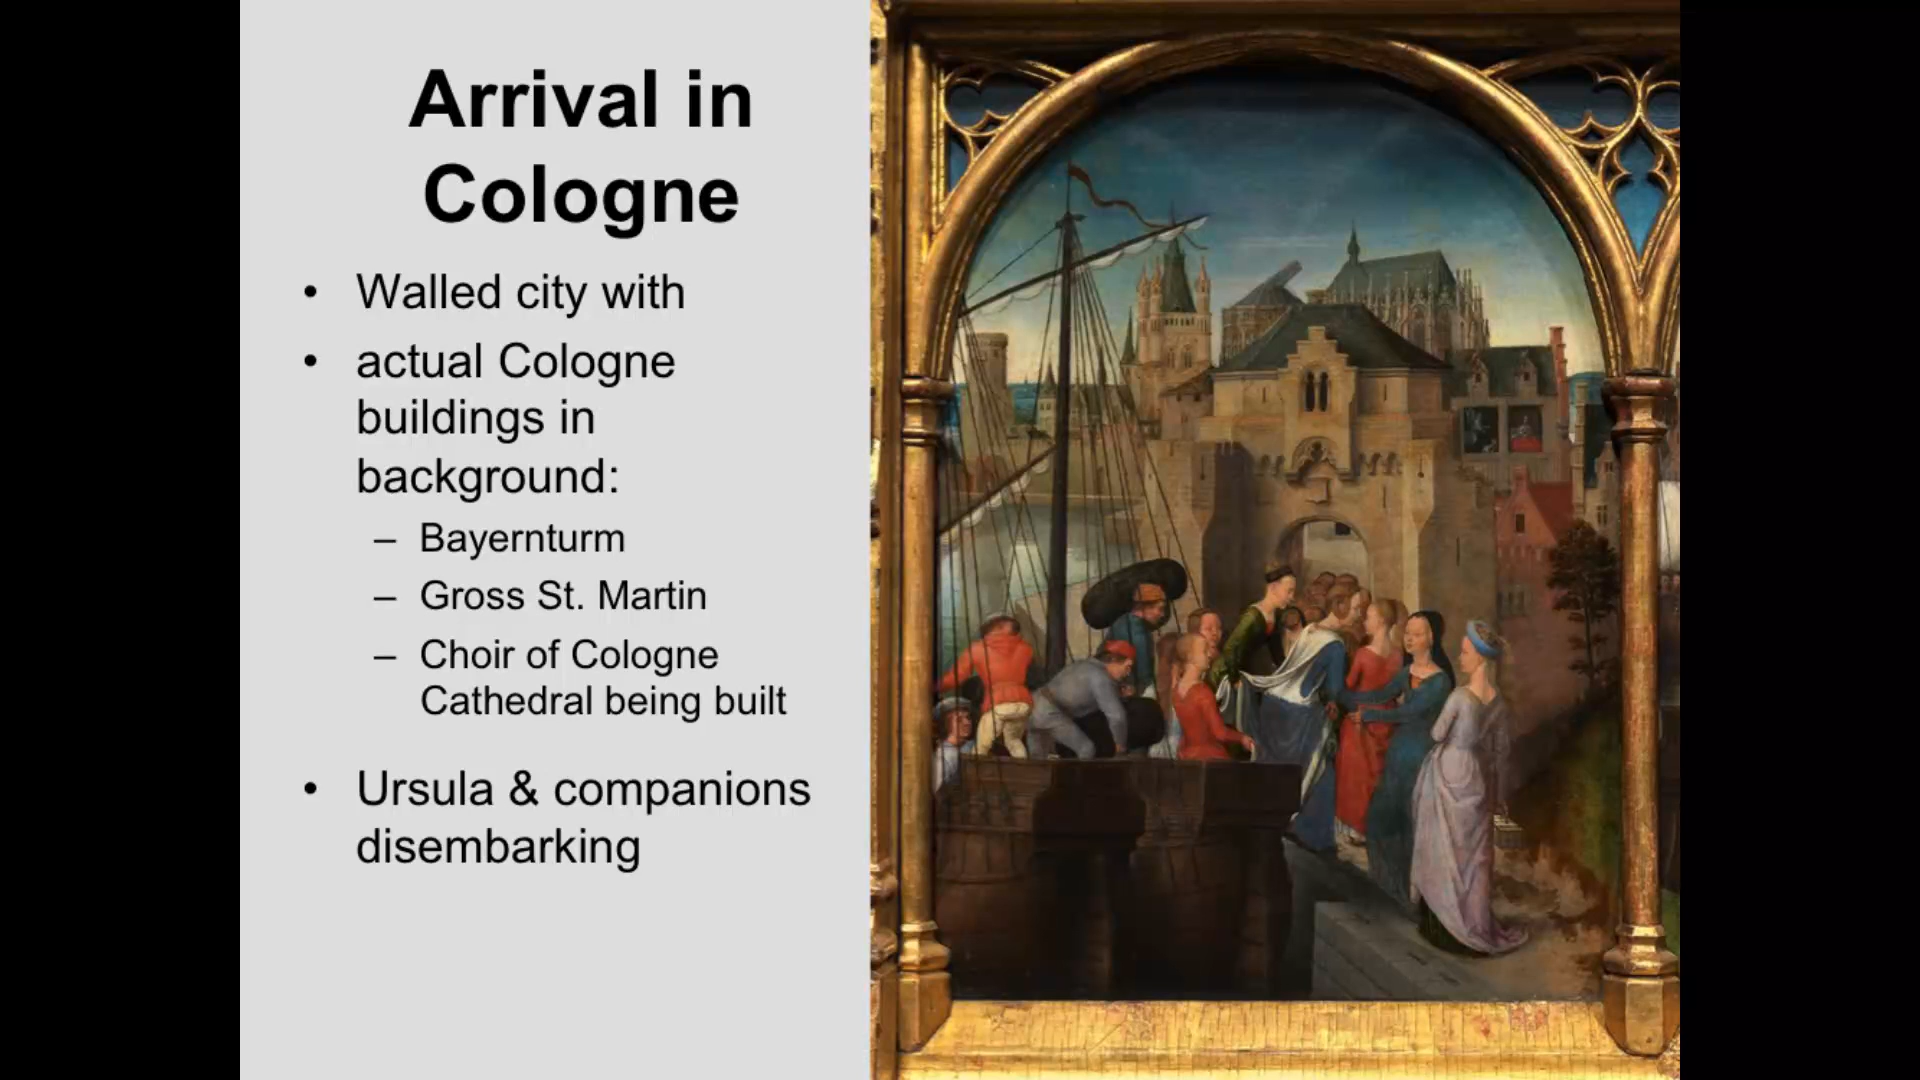 Arrival in
Cologne
• Walled city with
• actual Cologne
buildings in
background:
– Bayernturm
– Gross St. Martin
– Choir of Cologne
Cathedral being built
• Ursula & companions
disembarking